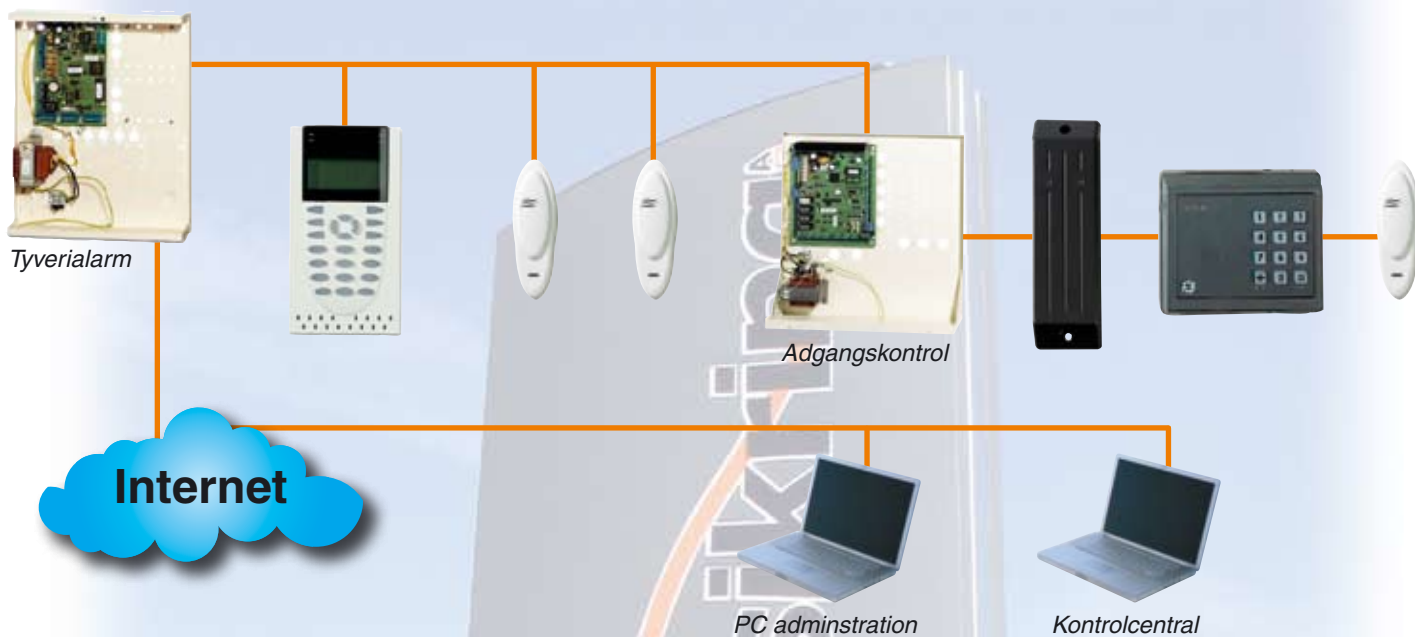 Tyverialarm
Adgangskontrol
Internet
PC adminstration
Kontrolcentral